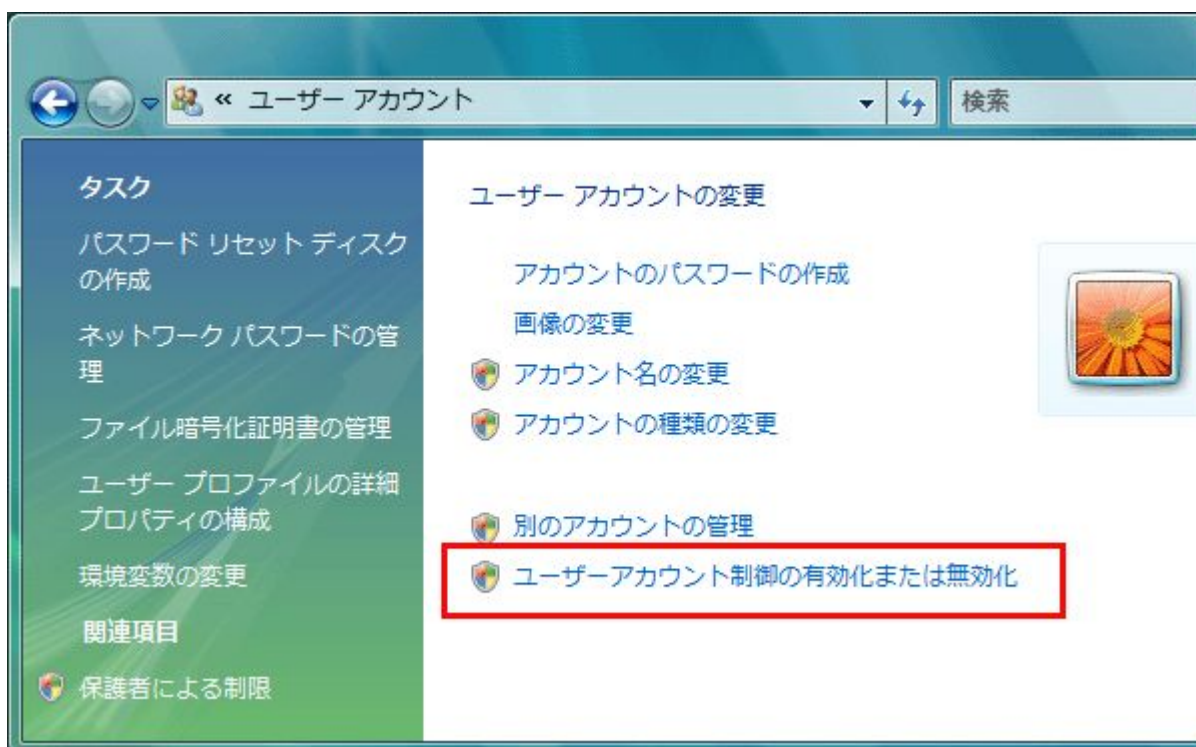 « ユーザー アカウント
検索
タスク
パスワード リセット ディスク
の作成
ネットワーク パスワードの管
理
ファイル暗号化証明書の管理
ユーザー プロファイルの詳細
プロパティの構成
環境変数の変更
関連項目
保護者による制限
ユーザー アカウントの変更
アカウントのパスワードの作成
画像の変更
アカウント名の変更
アカウントの種類の変更
別のアカウントの管理
ユーザーアカウント制御の有効化または無効化